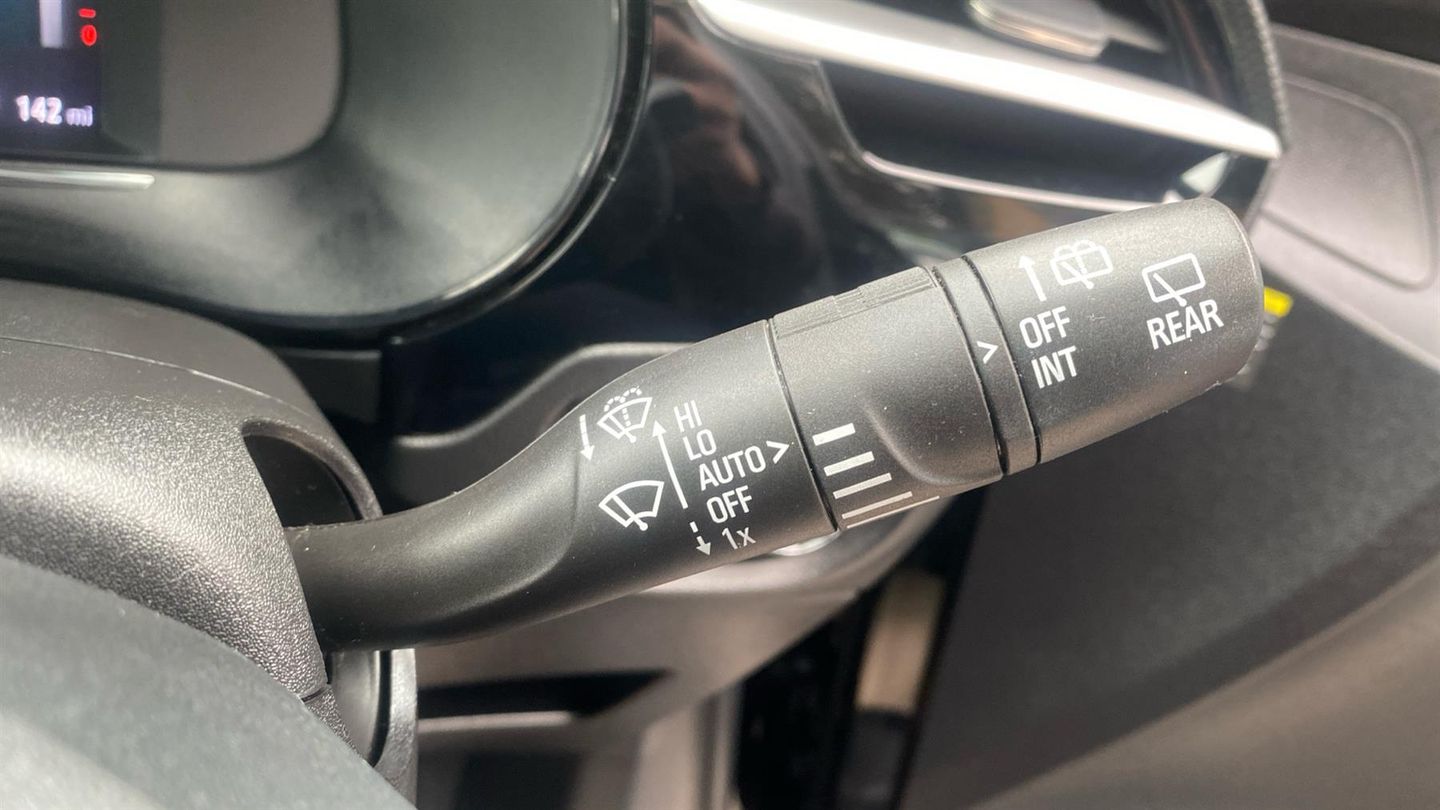 142 mi
HI
LO
AUTO >
OFF
1x
>
OFF
INT
REAR